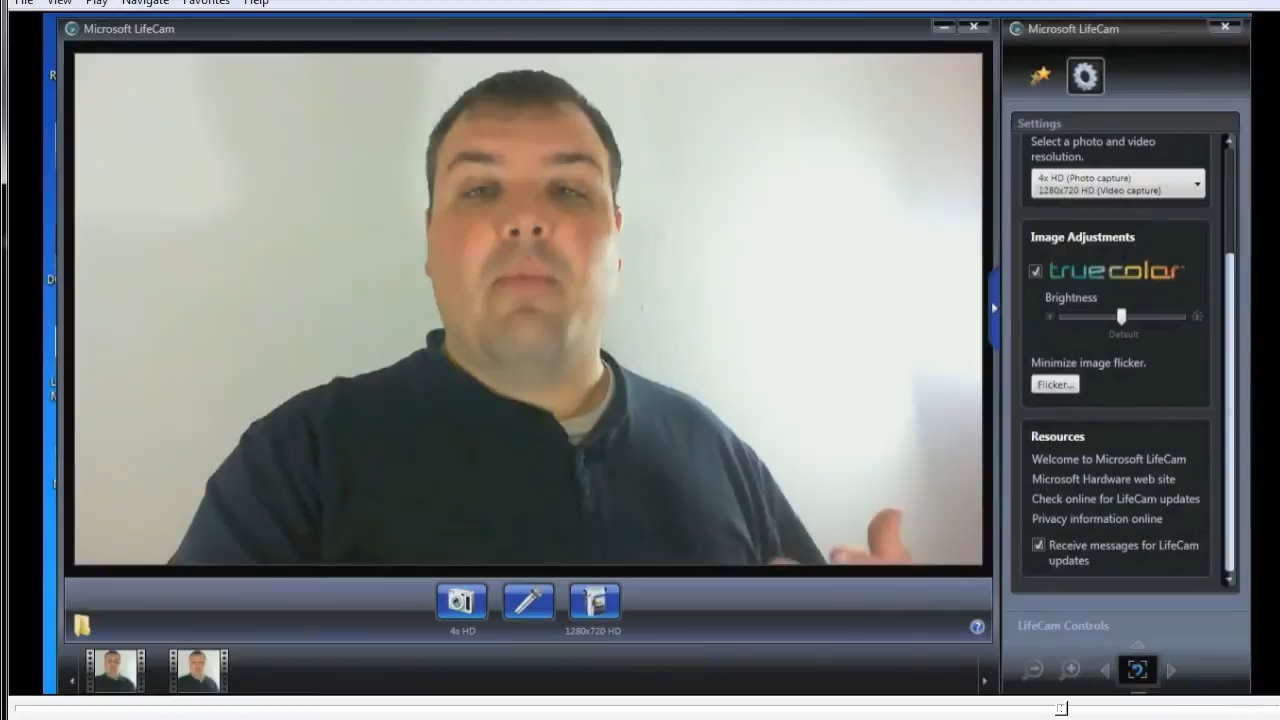 File View Play Navigate Favorites Help
Microsoft LifeCam
Microsoft LifeCam
Settings
Select a photo and video
resolution.
4x HD (Photo capture)
1280x720 HD (Video capture)
Image Adjustments
truecolor
Brightness
Default
Minimize image flicker.
Flicker...
Resources
Welcome to Microsoft LifeCam
Microsoft Hardware web site
Check online for LifeCam updates
Privacy information online
Receive messages for LifeCam
updates
4x HD
1280x720 HD
LifeCam Controls